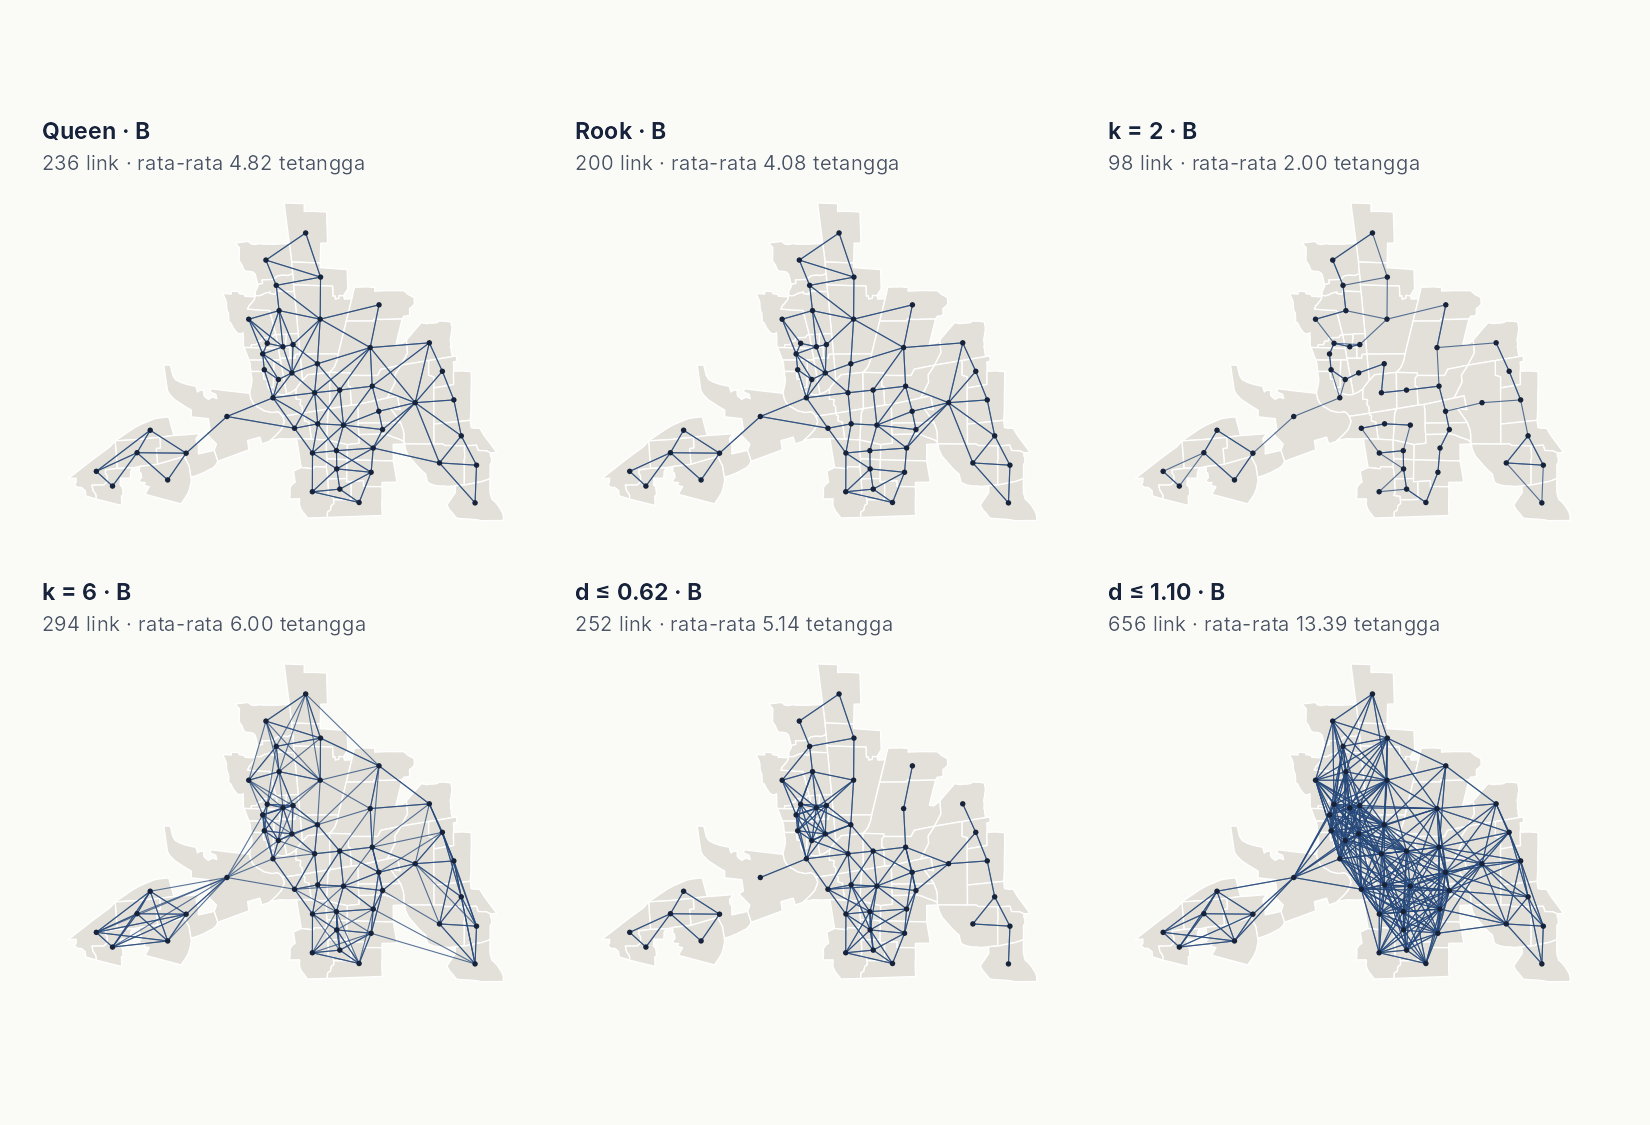 Queen · B
236 link · rata-rata 4.82 tetangga
Rook · B
200 link · rata-rata 4.08 tetangga
k = 2 · B
98 link · rata-rata 2.00 tetangga
k = 6 · B
294 link · rata-rata 6.00 tetangga
d ≤ 0.62 · B
252 link · rata-rata 5.14 tetangga
d ≤ 1.10 · B
656 link · rata-rata 13.39 tetangga